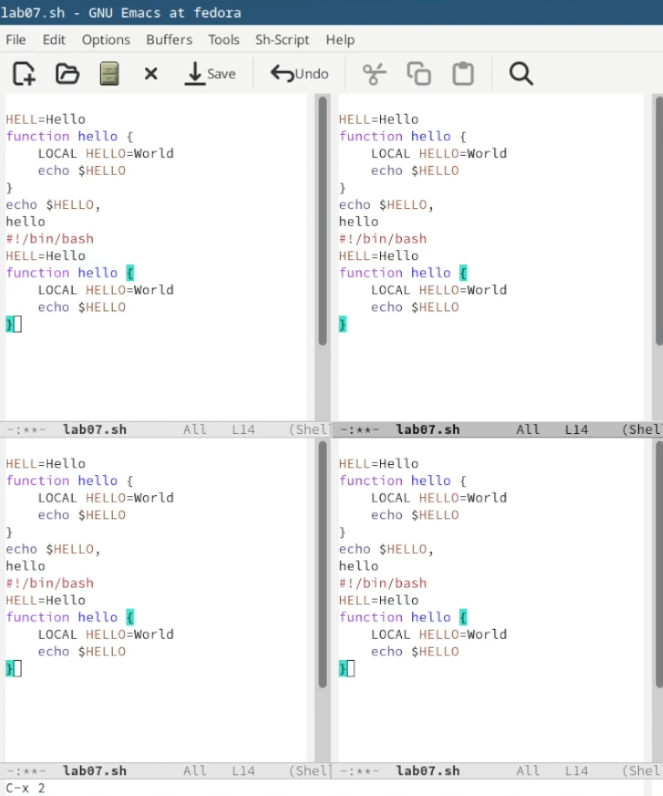 lab07.sh - GNU Emacs at fedora
File Edit Options Buffers Tools Sh-Script Help
Save Undo
HELL=Hello
function hello {
    LOCAL HELLO=World
    echo $HELLO
}
echo $HELLO,
hello
#!/bin/bash
HELL=Hello
function hello {
    LOCAL HELLO=World
    echo $HELLO
}
-:**- lab07.sh All L14 (Shel
HELL=Hello
function hello {
    LOCAL HELLO=World
    echo $HELLO
}
echo $HELLO,
hello
#!/bin/bash
HELL=Hello
function hello {
    LOCAL HELLO=World
    echo $HELLO
}
-:**- lab07.sh All L14 (Shel
HELL=Hello
function hello {
    LOCAL HELLO=World
    echo $HELLO
}
echo $HELLO,
hello
#!/bin/bash
HELL=Hello
function hello {
    LOCAL HELLO=World
    echo $HELLO
}
-:**- lab07.sh All L14 (Shel
HELL=Hello
function hello {
    LOCAL HELLO=World
    echo $HELLO
}
echo $HELLO,
hello
#!/bin/bash
HELL=Hello
function hello {
    LOCAL HELLO=World
    echo $HELLO
}
-:**- lab07.sh All L14 (Shel
C-x 2